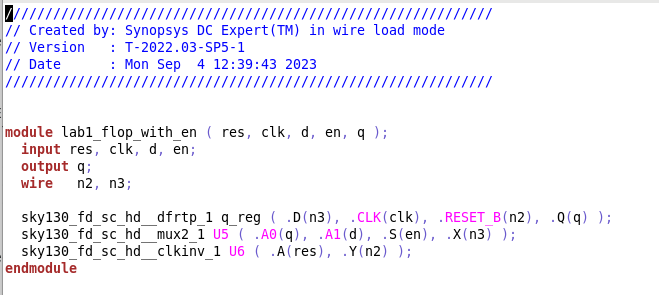 /////////////////////////////////////////////////////////////
// Created by: Synopsys DC Expert(TM) in wire load mode
// Version   : T-2022.03-SP5-1
// Date      : Mon Sep  4 12:39:43 2023
/////////////////////////////////////////////////////////////
module lab1_flop_with_en ( res, clk, d, en, q );
  input res, clk, d, en;
  output q;
  wire   n2, n3;
  sky130_fd_sc_hd__dfrtp_1 q_reg ( .D(n3), .CLK(clk), .RESET_B(n2), .Q(q) );
  sky130_fd_sc_hd__mux2_1 U5 ( .A0(q), .A1(d), .S(en), .X(n3) );
  sky130_fd_sc_hd__clkinv_1 U6 ( .A(res), .Y(n2) );
endmodule